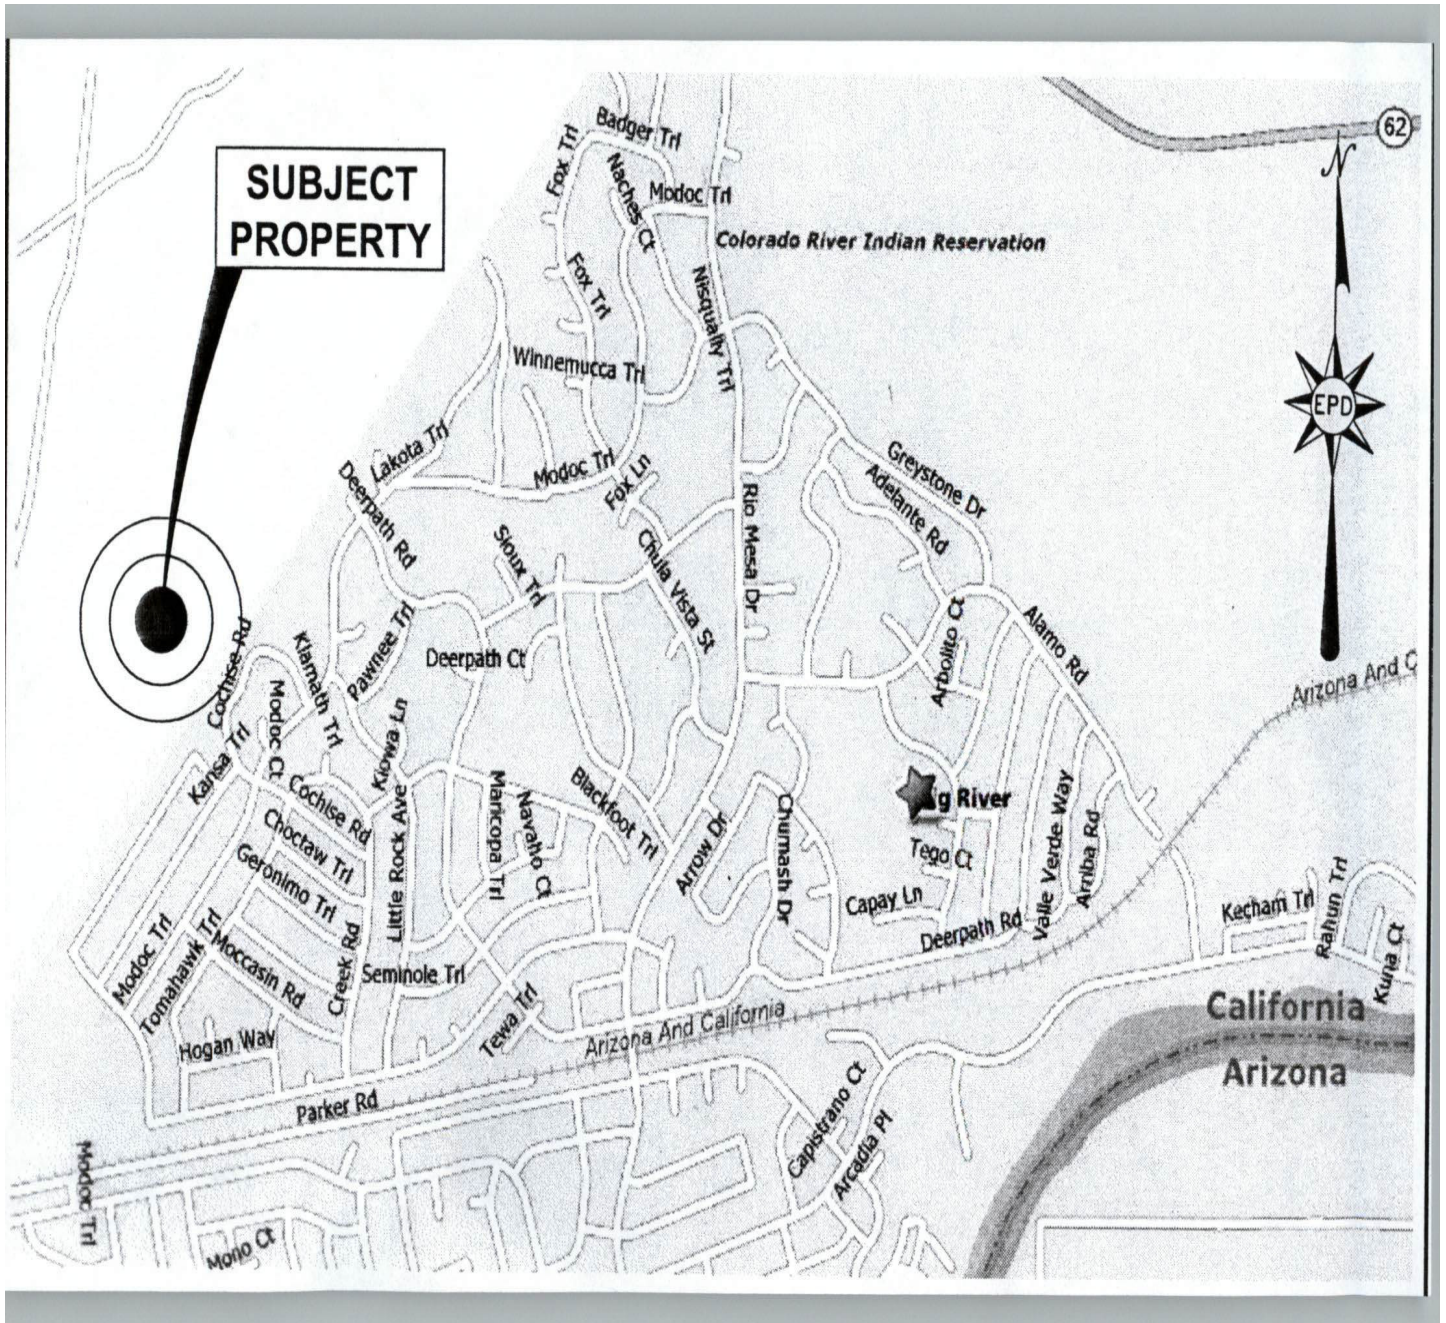 62
Badger Trl
Fox Trl
Naches Ct
Modoc Trl
N
SUBJECT
PROPERTY
Colorado River Indian Reservation
Fox Trl
Nisqually Trl
Winnemucca Trl
EPD
Lakota Trl
Modoc Trl
Fox Ln
Greystone Dr
Adelante Rd
Deerpath Rd
Rio Mesa Dr
Sioux Trl
Chula Vista St
Arbolito Ct
Alamo Rd
Cochise Rd
Klamath Trl
Pawnee Trl
Deerpath Ct
Arizona And C
Modoc Ct
Kiowa Ln
Kansa Trl
Cochise Rd
Maricopa Trl
Navaho Ct
Blackfoot Trl
ig River
Choctaw Trl
Little Rock Ave
Arrow Dr
Chumash Dr
Tego Ct
Valle Verde Way
Arriba Rd
Geronimo Trl
Capay Ln
Deerpath Rd
Kecham Trl
Rahun Trl
Kuna Ct
Modoc Trl
Tomahawk Trl
Moccasin Rd
Creek Rd
Seminole Trl
Tewa Trl
Arizona And California
California
Arizona
Hogan Way
Parker Rd
Capistrano Ct
Arcadia Pl
Modoc Trl
Mono Ct